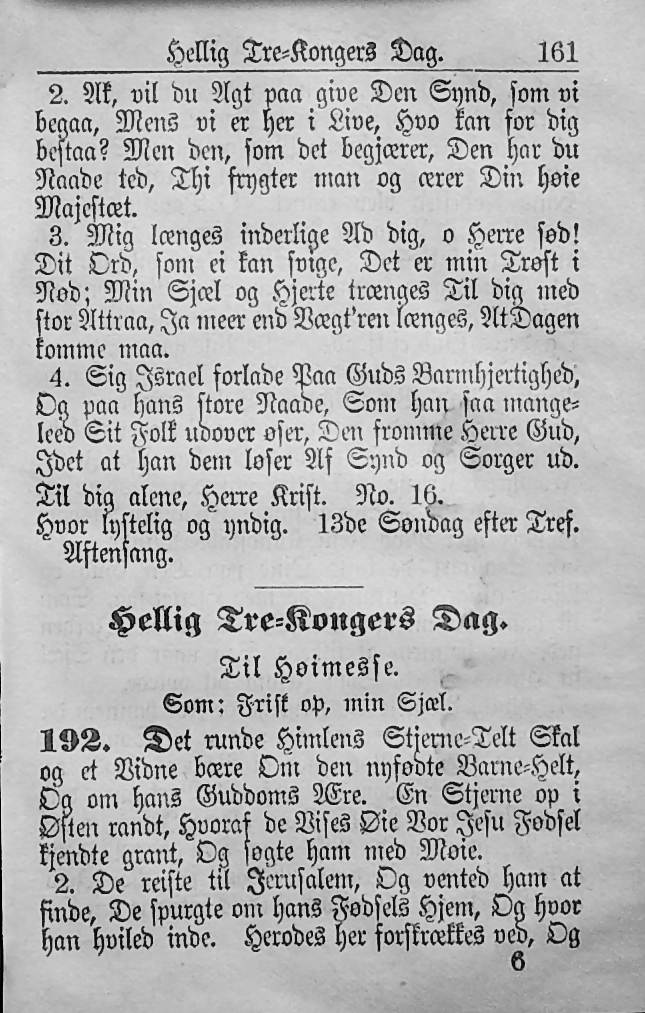 Hellig Tre-Kongers Dag. 161
2. Ak, vil du Agt paa give Den Synd, som vi
begaa, Mens vi er her i Live, Hvo kan for dig
bestaa? Men den, som det begjærer, Den har du
Naade ted, Thi frygter man og ærer Din høie
Majestæt.
3. Mig længes inderlige Ad dig, o Herre sød!
Dit Ord, som ei kan svige, Det er min Trøst i
Nød; Min Sjæl og Hjerte trænges Til dig med
stor Attraa, Ja meer end Vægt'ren længes, At Dagen
komme maa.
4. Sig Israel forlade Paa Guds Barmhjertighed,
Og paa hans store Naade, Som han saa mange-
leed Sit Folk udover øser, Den fromme Herre Gud,
Idet at han dem løser Af Synd og Sorger ud.
Til dig alene, Herre Krist. No. 16.
Hvor lystelig og yndig. 13de Søndag efter Tref.
Aftensang.
Hellig Tre-Kongers Dag.
Til Høimesse.
Som: Frisk op, min Sjæl.
192. Det runde Himlens Stjerne-Telt Skal
og et Vidne bære Om den nyfødte Barne-Helt,
Og om hans Guddoms Ære. En Stjerne op i
Østen randt, Hvoraf de Vises Øie Vor Jesu Fødsel
kjendte grant, Og søgte ham med Møie.
2. De reiste til Jerusalem, Og vented ham at
finde, De spurgte om hans Fødsels Hjem, Og hvor
han hviled inde. Herodes her forskrækkes ved, Og
6